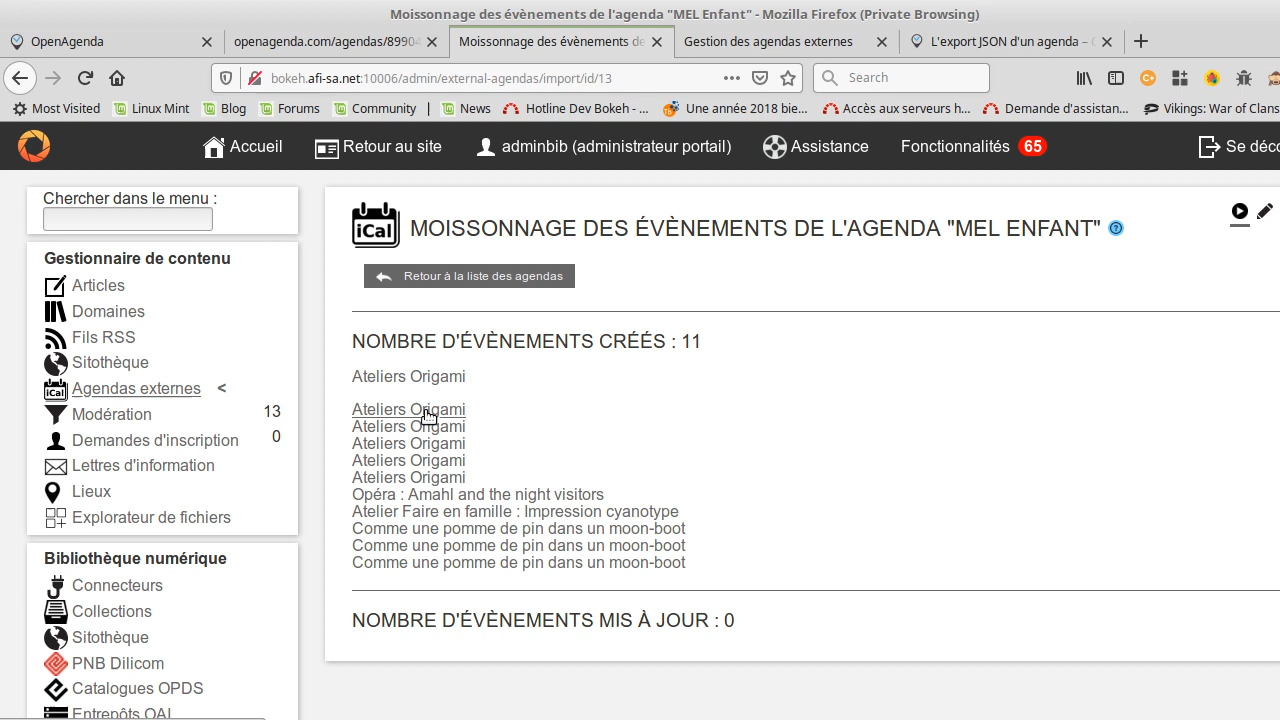 Moissonnage des évènements de l'agenda "MEL Enfant" - Mozilla Firefox (Private Browsing)
OpenAgenda
openagenda.com/agendas/89904
Moissonnement des évènements de
Gestion des agendas externes
L'export JSON d'un agenda –
bokeh.afi-sa.net:10006/admin/external-agendas/import/id/13
Search
Most Visited
Linux Mint
Blog
Forums
Community
News
Hotline Dev Bokeh - ...
Une année 2018 bie...
Accès aux serveurs h...
Demande d'assistan...
Vikings: War of Clans
Accueil
Retour au site
adminbib (administrateur portail)
Assistance
Fonctionnalités 65
Se déco
Chercher dans le menu :
Gestionnaire de contenu
Articles
Domaines
Fils RSS
Sitothèque
Agendas externes <
Modération 13
Demandes d'inscription 0
Lettres d'information
Lieux
Explorateur de fichiers
Bibliothèque numérique
Connecteurs
Collections
Sitothèque
PNB Dilicom
Catalogues OPDS
Entrepôts OAI
iCal
MOISSONNAGE DES ÉVÈNEMENTS DE L'AGENDA "MEL ENFANT" ?
Retour à la liste des agendas
NOMBRE D'ÉVÈNEMENTS CRÉÉS : 11
Ateliers Origami
Ateliers Origami
Ateliers Origami
Ateliers Origami
Ateliers Origami
Ateliers Origami
Opéra : Amahl and the night visitors
Atelier Faire en famille : Impression cyanotype
Comme une pomme de pin dans un moon-boot
Comme une pomme de pin dans un moon-boot
Comme une pomme de pin dans un moon-boot
NOMBRE D'ÉVÈNEMENTS MIS À JOUR : 0